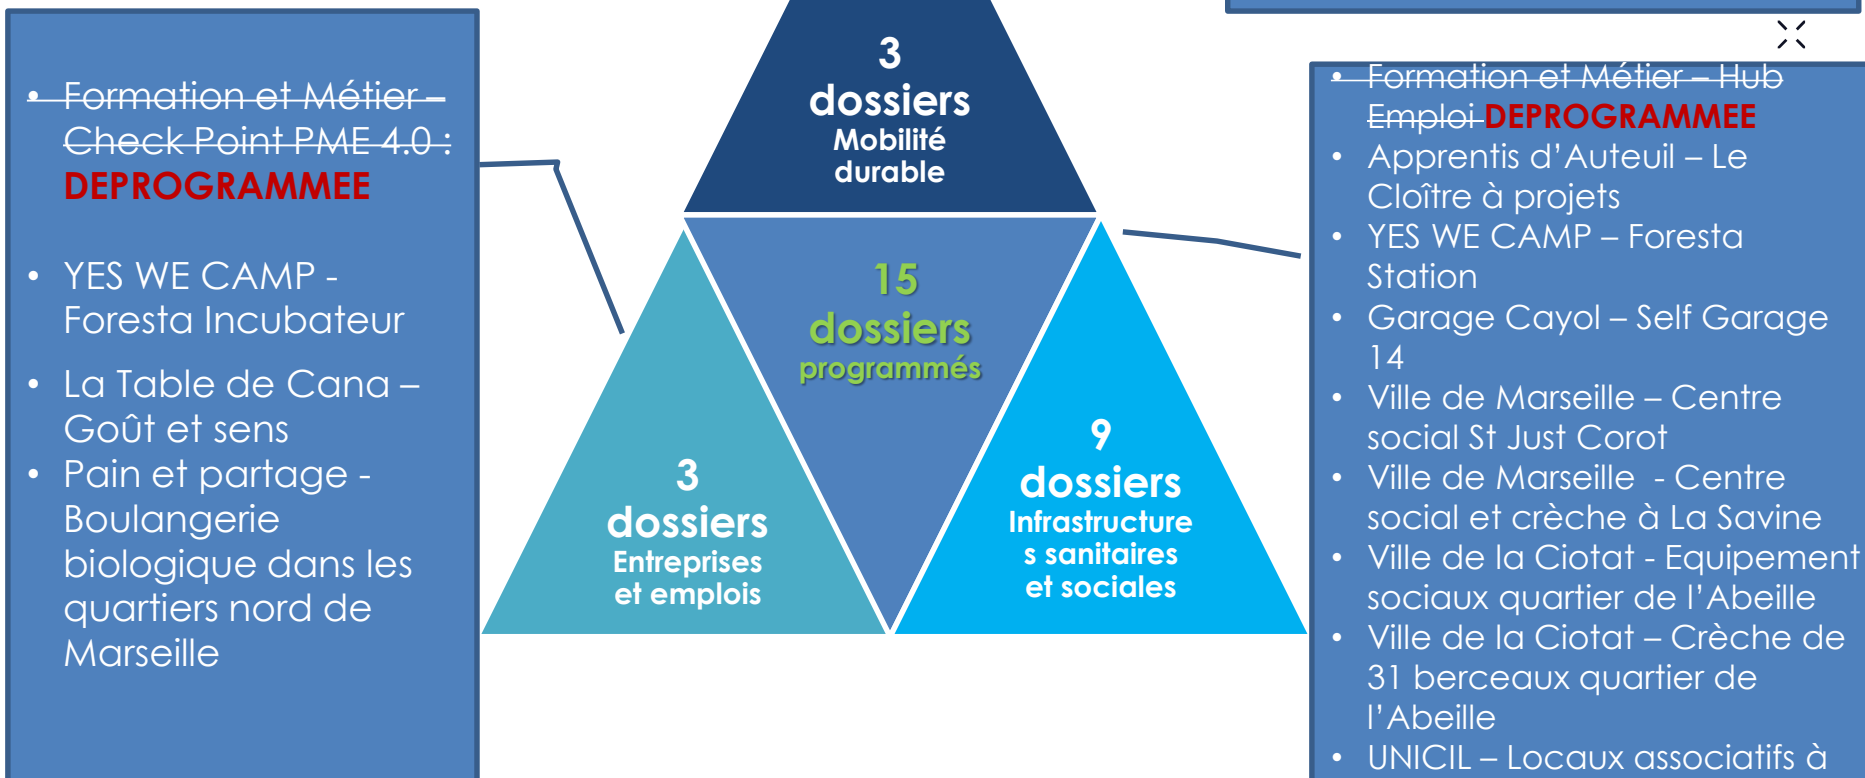 • Formation et Métier –
Check Point PME 4.0 :
DEPROGRAMMEE
• YES WE CAMP -
Foresta Incubateur
• La Table de Cana –
Goût et sens
• Pain et partage -
Boulangerie
biologique dans les
quartiers nord de
Marseille
3
dossiers
Mobilité
durable
15
dossiers
programmés
3
dossiers
Entreprises
et emplois
9
dossiers
Infrastructure
s sanitaires
et sociales
• Formation et Métier – Hub
Emploi DEPROGRAMMEE
• Apprentis d’Auteuil – Le
Cloître à projets
• YES WE CAMP – Foresta
Station
• Garage Cayol – Self Garage
14
• Ville de Marseille – Centre
social St Just Corot
• Ville de Marseille - Centre
social et crèche à La Savine
• Ville de la Ciotat - Equipement
sociaux quartier de l’Abeille
• Ville de la Ciotat – Crèche de
31 berceaux quartier de
l’Abeille
• UNICIL – Locaux associatifs à